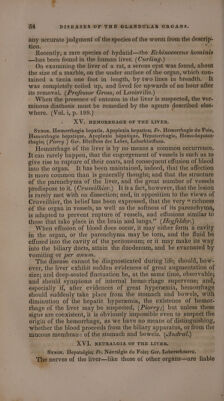 54 DISEASES OF THE GLANDULAR ORGANS.
any accurate judgment of the species of the worm from the descrip-
tion.
Recently, a rare species of hydatid—the Echinococcus hominis
—has been found in the human liver. (Curling.)
On examining the liver of a rat, a serous cyst was found, about
the size of a marble, on the under surface of the organ, which con-
tained a tænia one foot in length, by two lines in breadth. It
was completely coiled up, and lived for upwards of an hour after
its removal. (Professor Green, of Louisville.)
When the presence of entozoa in the liver is suspected, the ver-
minous diathesis must be remedied by the agents described else-
where. (Vol. i, p. 198.)
XV. HEMORRHAGE OF THE LIVER.
Synon. Hæmorrhagia hepatis, Apoplexia hepatica; Fr. Hémorrhagie du Foie,
Hémorrhagie hépatique, Apoplexie hépatique, Hépatorrhagie, Hémo-hépator-
rhagie; (Piorry;) Ger. Blutfluss der Leber, Leberblutfluss.
Hemorrhage of the liver is by no means a common occurrence.
It can rarely happen, that the engorgement of vessels is such as to
give rise to rupture of their coats, and consequent effusion of blood
into the organ. It has been maintained, indeed, that the affection
is more common than is generally thought; and, that the structure
of the parenchyma of the liver, and the great number of vessels
predispose to it. (Cruveilhier.) It is a fact, however, that the lesion
is rarely met with on dissection; and, in opposition to the views of
Cruveilhier, the belief has been expressed, that the very “richness
of the organ in vessels, as well as the softness of its parenchyma,
is adapted to prevent rupture of vessels, and effusions similar to
those that take place in the brain and lungs.” (Hugfelder.)
When effusion of blood does occur, it may either form a cavity
in the organ, or the parenchyma may be torn, and the fluid be
effused into the cavity of the peritoneum; or it may make its way
into the biliary ducts, attain the duodenum, and be evacuated by
vomiting or per anum.
The disease cannot be diagnosticated during life; should, how-
ever, the liver exhibit sudden evidences of great augmentation of
size; and deep-seated fluctuation be, at the same time, observable;
and should symptoms of internal hemorrhage supervene; and,
especially if, after evidences of great hyperæmia, hemorrhage
should suddenly take place from the stomach and bowels, with
diminution of the hepatic hyperæmia, the existence of hemor-
rhage of the liver may be suspected, (Piorry;) but unless these
signs are coexistent, it is obviously impossible even to suspect the
origin of the hemorrhage, as we have no means of distinguishing,
whether the blood proceeds from the biliary apparatus, or from the
mucous membrane of the stomach and bowels. (Andral.)
XVI. NEURALGIA OF THE LIVER.
Synon. Hepatalgia; Fr. Névralgie du Foie; Ger. Leberschmerz.
The nerves of the liver—like those of other organs—are liable